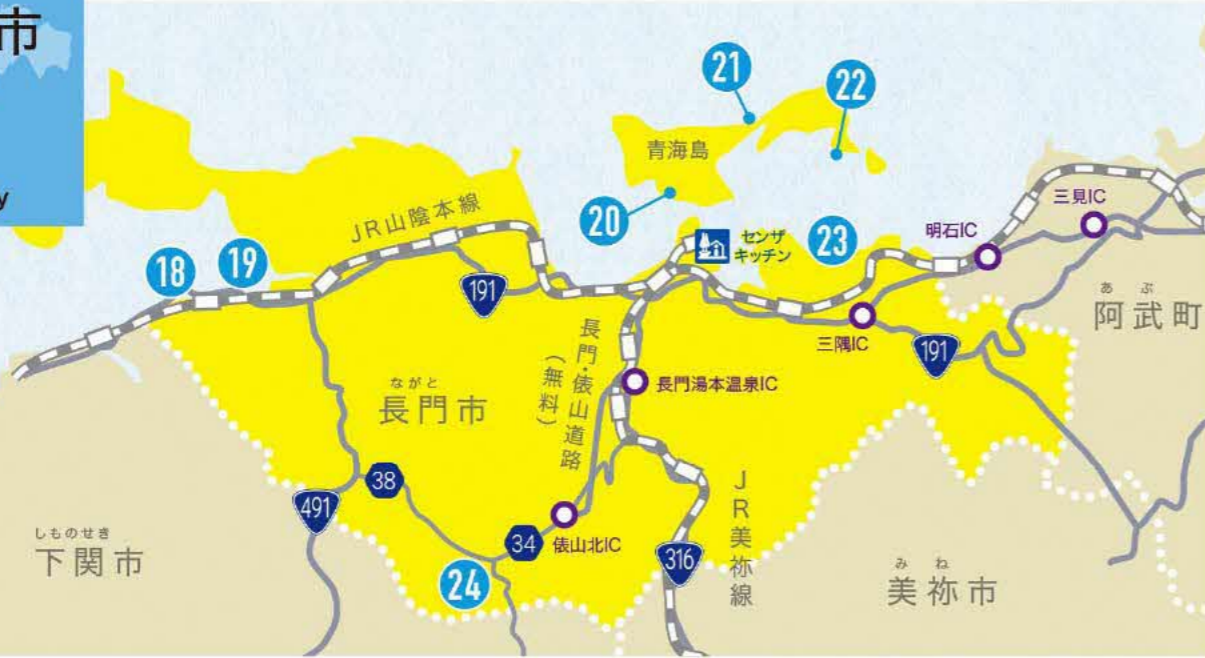 市
y
21
22
青海島
20
JR山陰本線
センザ
キッチン
23
明石IC
三見IC
18
19
191
あぶ
阿武町
三隅IC
191
長門・俵山道路
(無料)
長門湯本温泉IC
ながと
長門市
38
491
しものせき
下関市
34
俵山北IC
24
JR美祢線
316
みね
美祢市